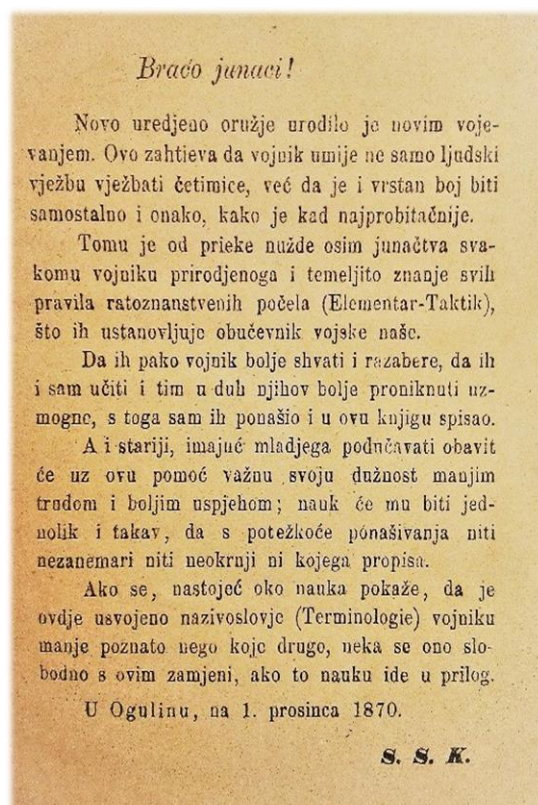 Braćo junaci!
Novo uredjeno oružje urodilo je novim voje-
vanjem. Ovo zahtieva da vojnik umije ne samo ljudski
vježbu vježbati četimice, već da je i vrstan boj biti
samostalno i onako, kako je kad najprobitačnije.
Tomu je od prieke nužde osim junačtva sva-
komu vojniku prirodjenoga i temeljito znanje svih
pravila ratoznanstvenih počela (Elementar-Taktik),
što ih ustanovljuje obučevnik vojske naše.
Da ih pako vojnik bolje shvati i razabere, da ih
i sam učiti i tim u duh njihov bolje proniknuti uz-
mogne, s toga sam ih ponašio i u ovu knjigu spisao.
A i stariji, imajuć mladjega podučavati obavit
će uz ovu pomoć važnu svoju dužnost manjim
trudom i boljim uspjehom; nauk će mu biti jed-
nolik i takav, da s potežkoće ponašivanja niti
nezanemari niti neokrnji ni kojega propisa.
Ako se, nastojeć oko nauka pokaže, da je
ovdje usvojeno nazivoslovje (Terminologie) vojniku
manje poznato nego koje drugo, neka se ono slo-
bodno s ovim zamjeni, ako to nauku ide u prilog.
U Ogulinu, na 1. prosinca 1870.
S. S. K.